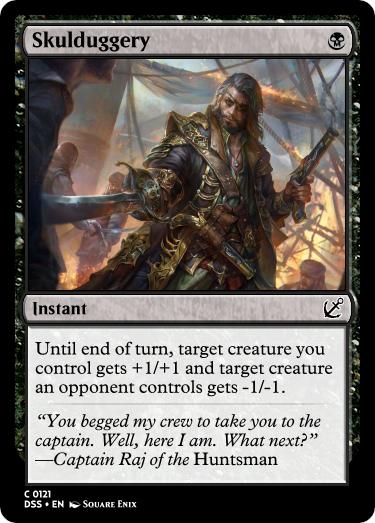 Skulduggery
Instant
Until end of turn, target creature you
control gets +1/+1 and target creature
an opponent controls gets -1/-1.
“You begged my crew to take you to the
captain. Well, here I am. What next?”
—Captain Raj of the Huntsman
C 0121
DSS • EN Square Enix